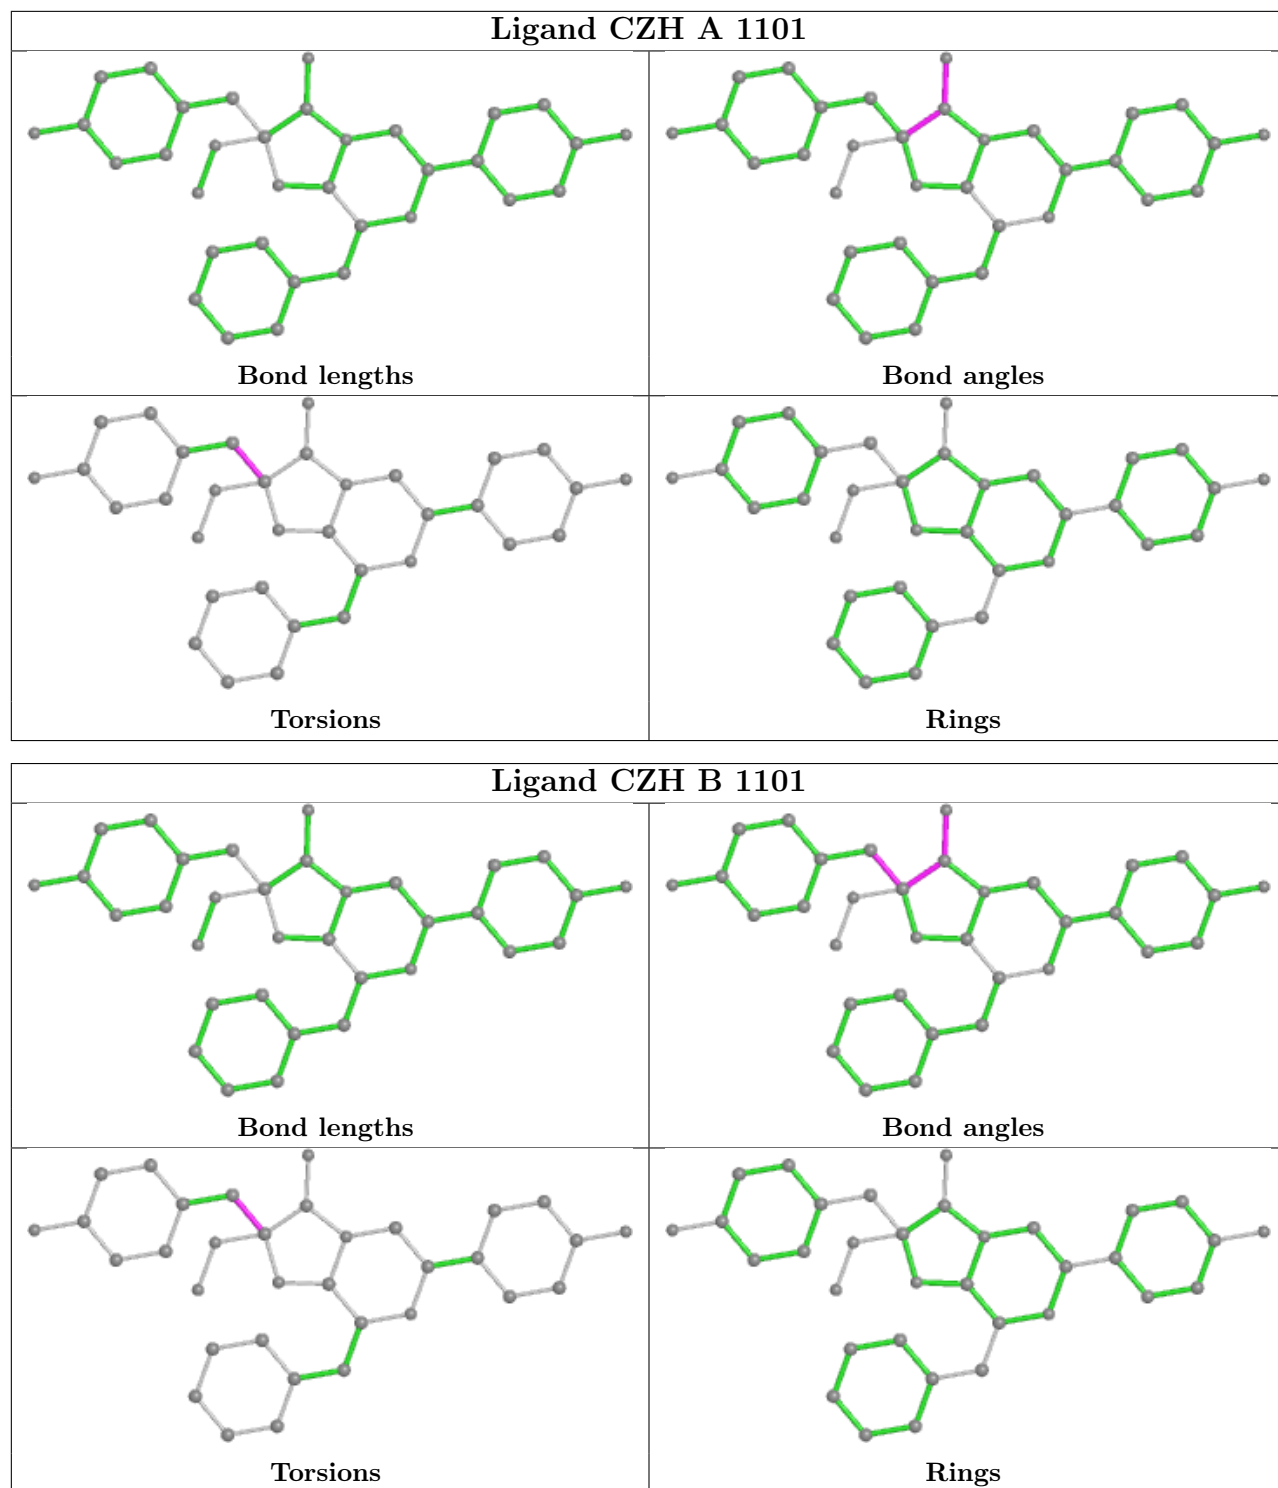 Ligand CZH A 1101
Bond lengths
Bond angles
Torsions
Rings
Ligand CZH B 1101
Bond lengths
Bond angles
Torsions
Rings